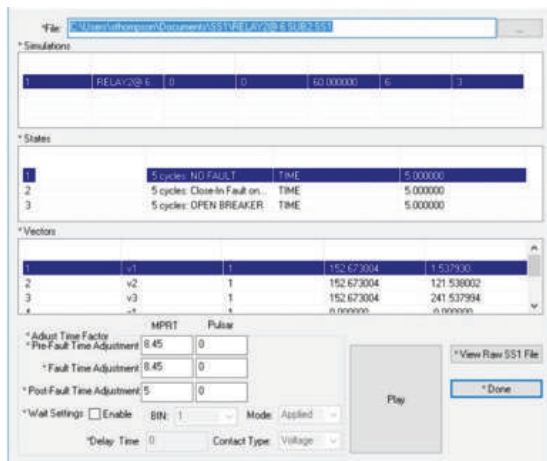 *File: C:\Users\sthompson\Documents\SS1\RELAY2@ 6 SUB2.SS1 ...
* Simulations
1 RELAY2@ 6 0 0 60.000000 6 3
* States
1 5 cycles: NO FAULT TIME 5.000000
2 5 cycles: Close-In Fault on... TIME 5.000000
3 5 cycles: OPEN BREAKER TIME 5.000000
* Vectors
1 v1 1 152.673004 1.537930
2 v2 1 152.673004 121.538002
3 v3 1 152.673004 241.537994
MPRT Pulsar
* Adjust Time Factor
* Pre-Fault Time Adjustment 8.45 0
* Fault Time Adjustment 8.45 0
* Post-Fault Time Adjustment 5 0
* Wait Settings Enable BIN: 1 Mode: Applied
*Delay Time 0 Contact Type: Voltage
Play
* View Raw SS1 File
* Done